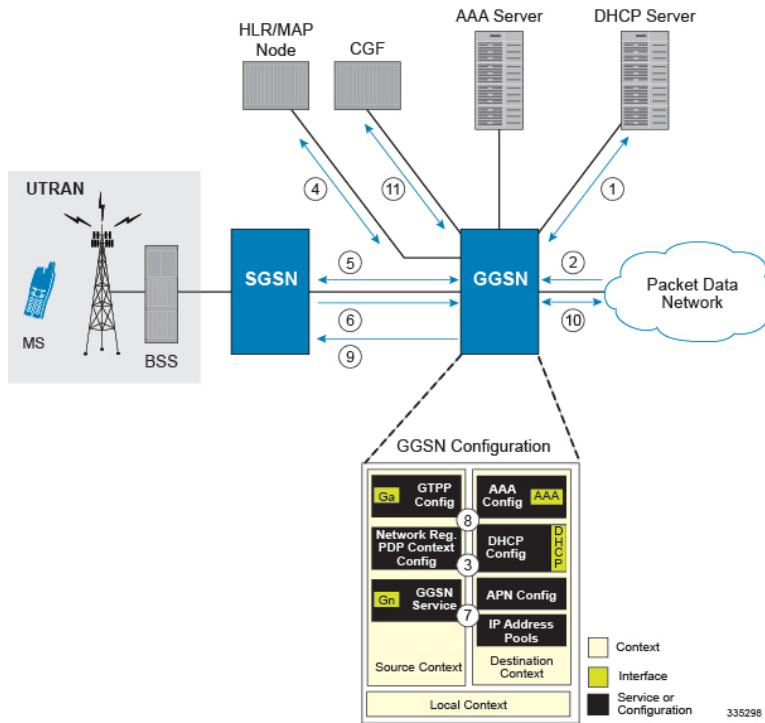 HLR/MAP
Node
CGF
AAA Server
DHCP Server
UTRAN
4
11
1
SGSN
5
GGSN
2
Packet Data
Network
6
10
MS
BSS
9
GGSN Configuration
Ga
GTPP
Config
AAA
Config
AAA
8
Network Reg.
PDP Context
Config
DHCP
Config
DHCP
3
Gn
GGSN
Service
APN Config
7
IP Address
Pools
Source Context
Destination
Context
Local Context
Context
Interface
Service or
Configuration
335298